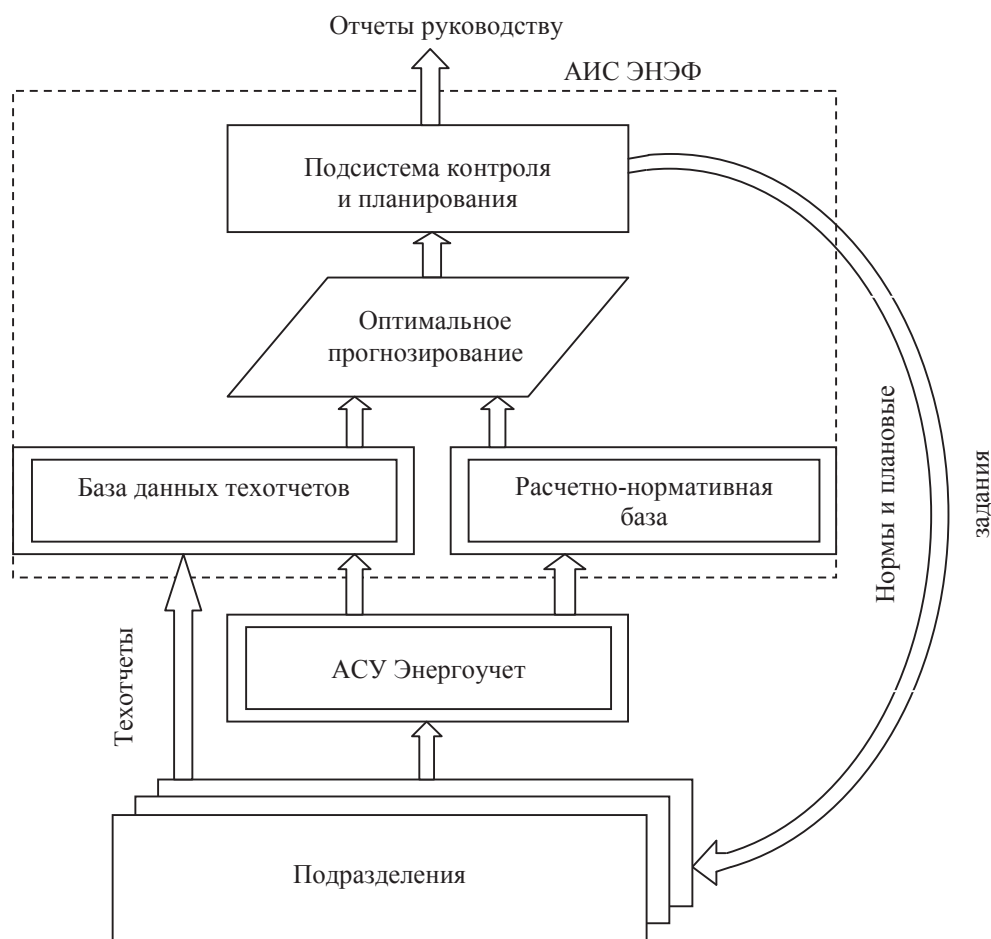 Отчеты руководству
АИС ЭНЭФ
Подсистема контроля
и планирования
Оптимальное
прогнозирование
База данных техотчетов
Расчетно-нормативная
база
Нормы и плановые
задания
Техотчеты
АСУ Энергоучет
Подразделения